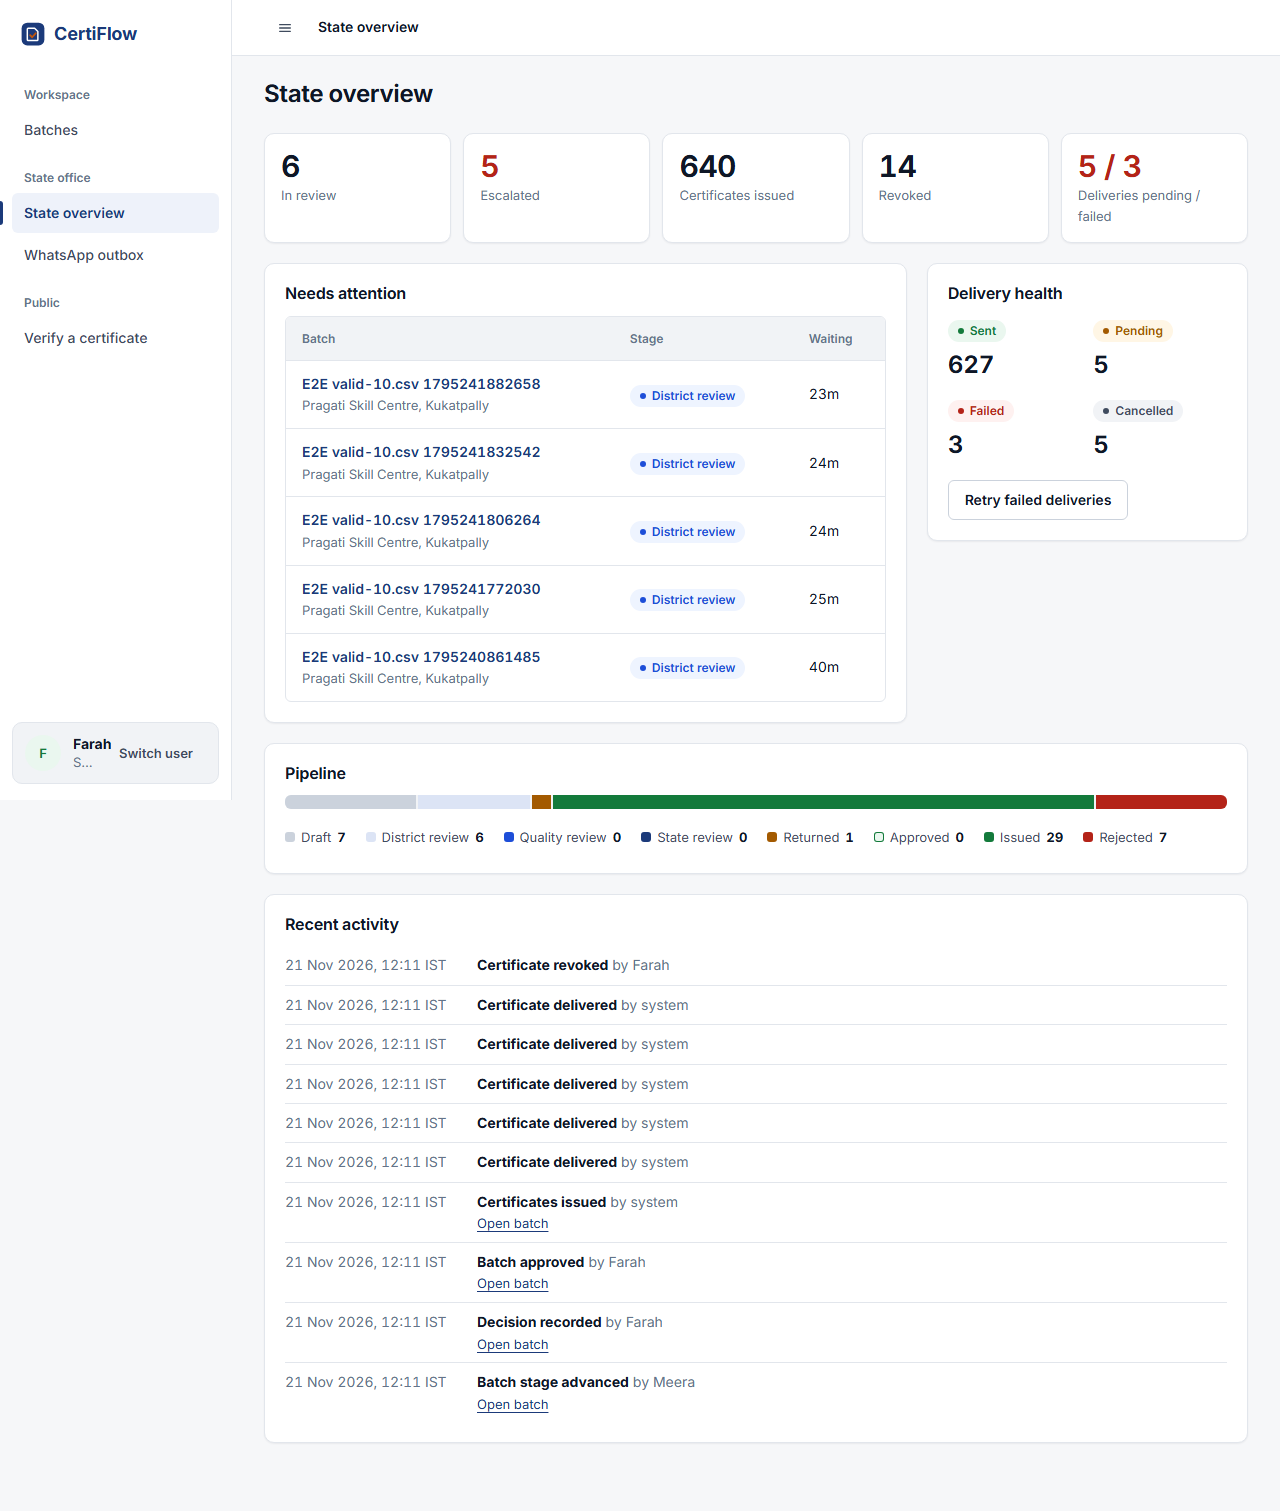 CertiFlow
Workspace
Batches
State office
State overview
WhatsApp outbox
Public
Verify a certificate
F
Farah
S...
Switch user
State overview
State overview
6
In review
5
Escalated
640
Certificates issued
14
Revoked
5 / 3
Deliveries pending /
failed
Needs attention
Batch Stage Waiting
E2E valid-10.csv 1795241882658
Pragati Skill Centre, Kukatpally
District review
23m
E2E valid-10.csv 1795241832542
Pragati Skill Centre, Kukatpally
District review
24m
E2E valid-10.csv 1795241806264
Pragati Skill Centre, Kukatpally
District review
24m
E2E valid-10.csv 1795241772030
Pragati Skill Centre, Kukatpally
District review
25m
E2E valid-10.csv 1795240861485
Pragati Skill Centre, Kukatpally
District review
40m
Delivery health
Sent
627
Pending
5
Failed
3
Cancelled
5
Retry failed deliveries
Pipeline
Draft 7 District review 6 Quality review 0 State review 0 Returned 1 Approved 0 Issued 29 Rejected 7
Recent activity
21 Nov 2026, 12:11 IST Certificate revoked by Farah
21 Nov 2026, 12:11 IST Certificate delivered by system
21 Nov 2026, 12:11 IST Certificate delivered by system
21 Nov 2026, 12:11 IST Certificate delivered by system
21 Nov 2026, 12:11 IST Certificate delivered by system
21 Nov 2026, 12:11 IST Certificate delivered by system
21 Nov 2026, 12:11 IST Certificates issued by system
Open batch
21 Nov 2026, 12:11 IST Batch approved by Farah
Open batch
21 Nov 2026, 12:11 IST Decision recorded by Farah
Open batch
21 Nov 2026, 12:11 IST Batch stage advanced by Meera
Open batch